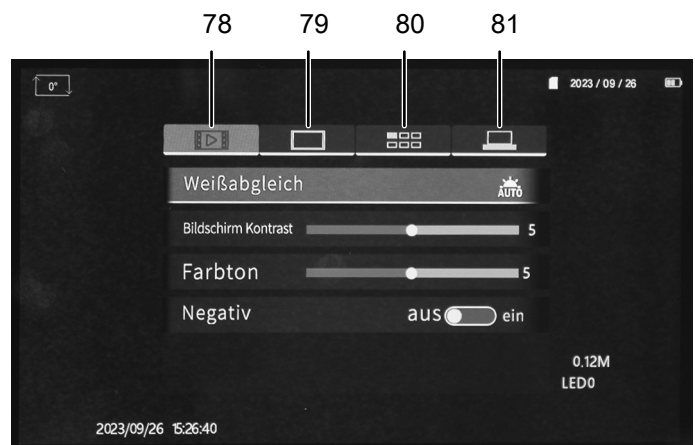 78 79 80 81
0° 2023 / 09 / 26
Weißabgleich AUTO
Bildschirm Kontrast 5
Farbton 5
Negativ aus ein
0.12M
LED0
2023/09/26 15:26:40